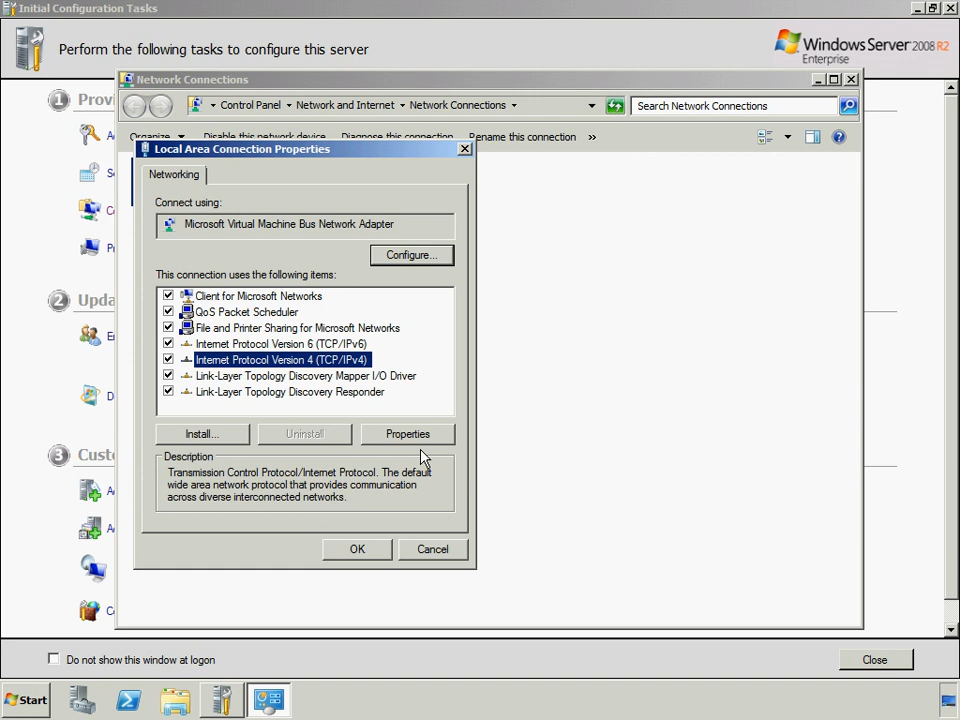 Initial Configuration Tasks
Perform the following tasks to configure this server
Windows Server 2008 R2
Enterprise
Network Connections
Control Panel
Network and Internet
Network Connections
Search Network Connections
Organize
Disable this network device
Diagnose this connection
Rename this connection
»
1
2
3
Local Area Connection Properties
Networking
Connect using:
Microsoft Virtual Machine Bus Network Adapter
Configure...
This connection uses the following items:
Client for Microsoft Networks
QoS Packet Scheduler
File and Printer Sharing for Microsoft Networks
Internet Protocol Version 6 (TCP/IPv6)
Internet Protocol Version 4 (TCP/IPv4)
Link-Layer Topology Discovery Mapper I/O Driver
Link-Layer Topology Discovery Responder
Install...
Uninstall
Properties
Description
Transmission Control Protocol/Internet Protocol. The default
wide area network protocol that provides communication
across diverse interconnected networks.
OK
Cancel
Do not show this window at logon
Close
Start